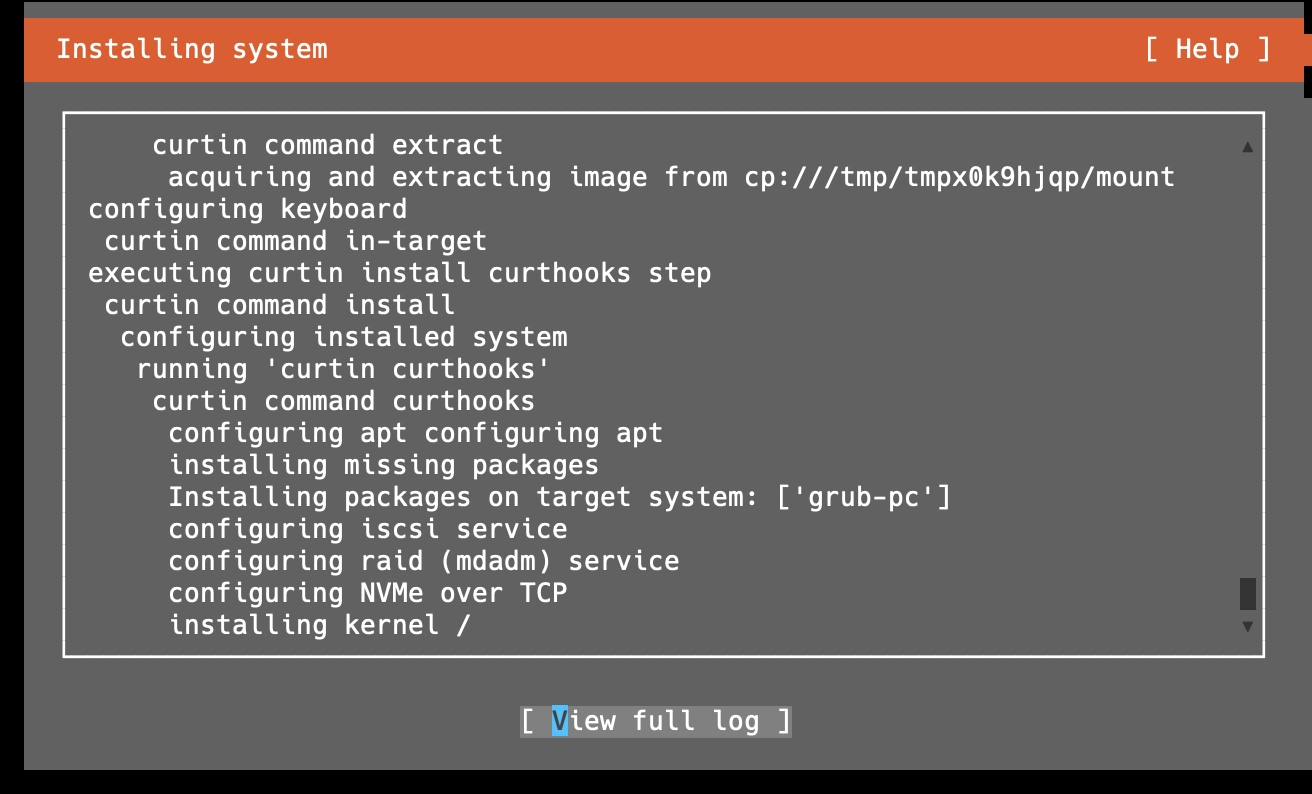 Installing system [ Help ]
curtin command extract
acquiring and extracting image from cp:///tmp/tmpx0k9hjqp/mount
configuring keyboard
curtin command in-target
executing curtin install curthooks step
curtin command install
configuring installed system
running 'curtin curthooks'
curtin command curthooks
configuring apt configuring apt
installing missing packages
Installing packages on target system: ['grub-pc']
configuring iscsi service
configuring raid (mdadm) service
configuring NVMe over TCP
installing kernel /
[ View full log ]